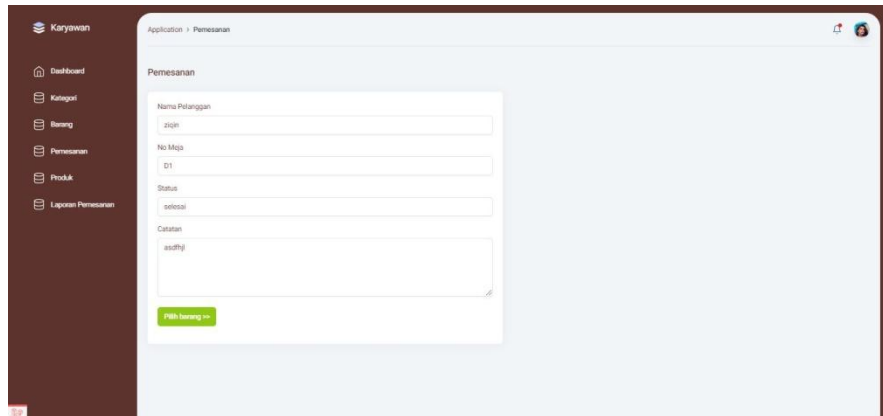 Karyawan
Application > Pemesanan
Dashboard
Kategori
Barang
Pemesanan
Produk
Laporan Pemesanan
Pemesanan
Nama Pelanggan
ziqin
No Meja
D1
Status
selesai
Catatan
asdfhjl
Pilih barang >>